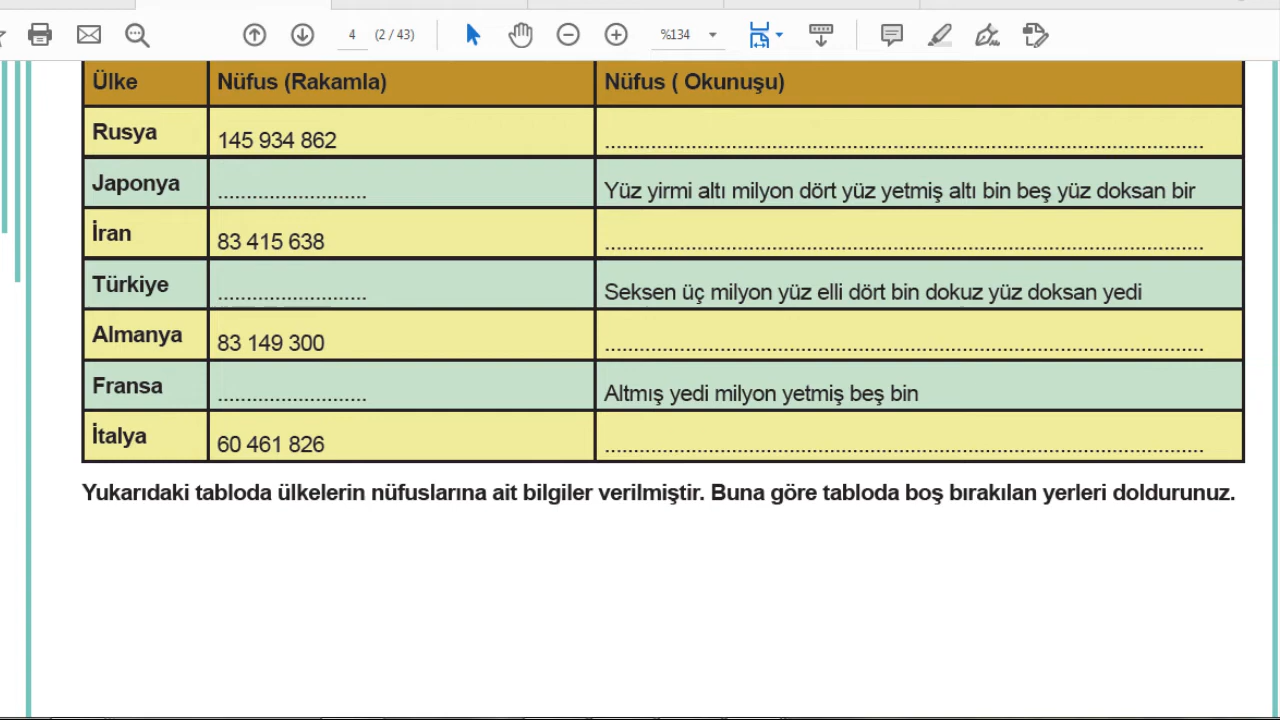 4 (2 / 43) %134
Ülke Nüfus (Rakamla) Nüfus ( Okunuşu)
Rusya 145 934 862 ........................................................................................................
Japonya .......................... Yüz yirmi altı milyon dört yüz yetmiş altı bin beş yüz doksan bir
İran 83 415 638 ........................................................................................................
Türkiye .......................... Seksen üç milyon yüz elli dört bin dokuz yüz doksan yedi
Almanya 83 149 300 ........................................................................................................
Fransa .......................... Altmış yedi milyon yetmiş beş bin
İtalya 60 461 826 ........................................................................................................
Yukarıdaki tabloda ülkelerin nüfuslarına ait bilgiler verilmiştir. Buna göre tabloda boş bırakılan yerleri doldurunuz.